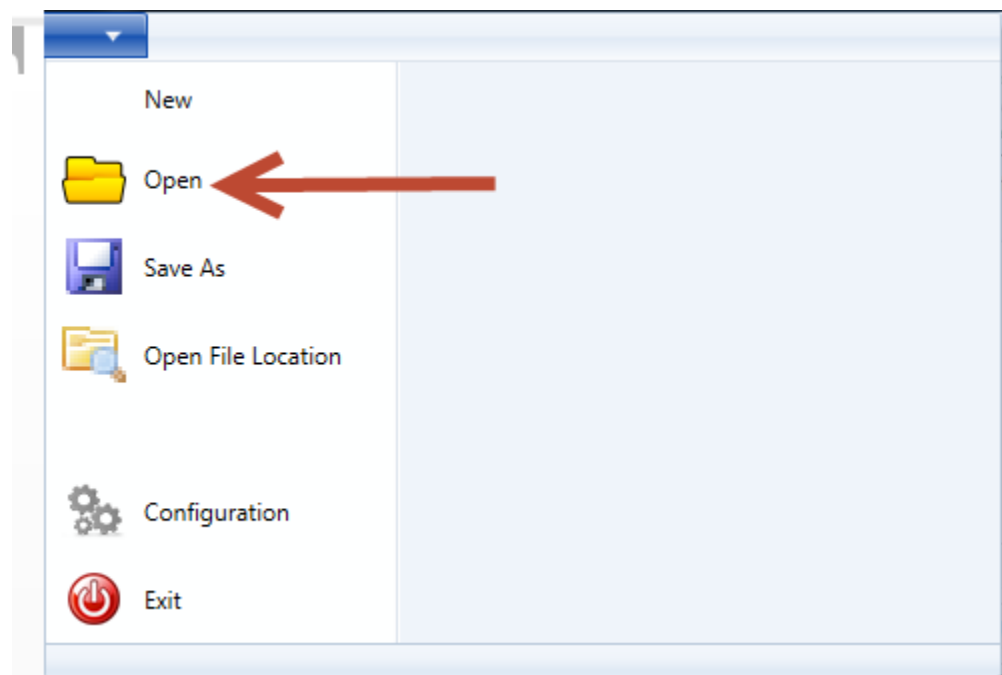 New
Open
Save As
Open File Location
Configuration
Exit